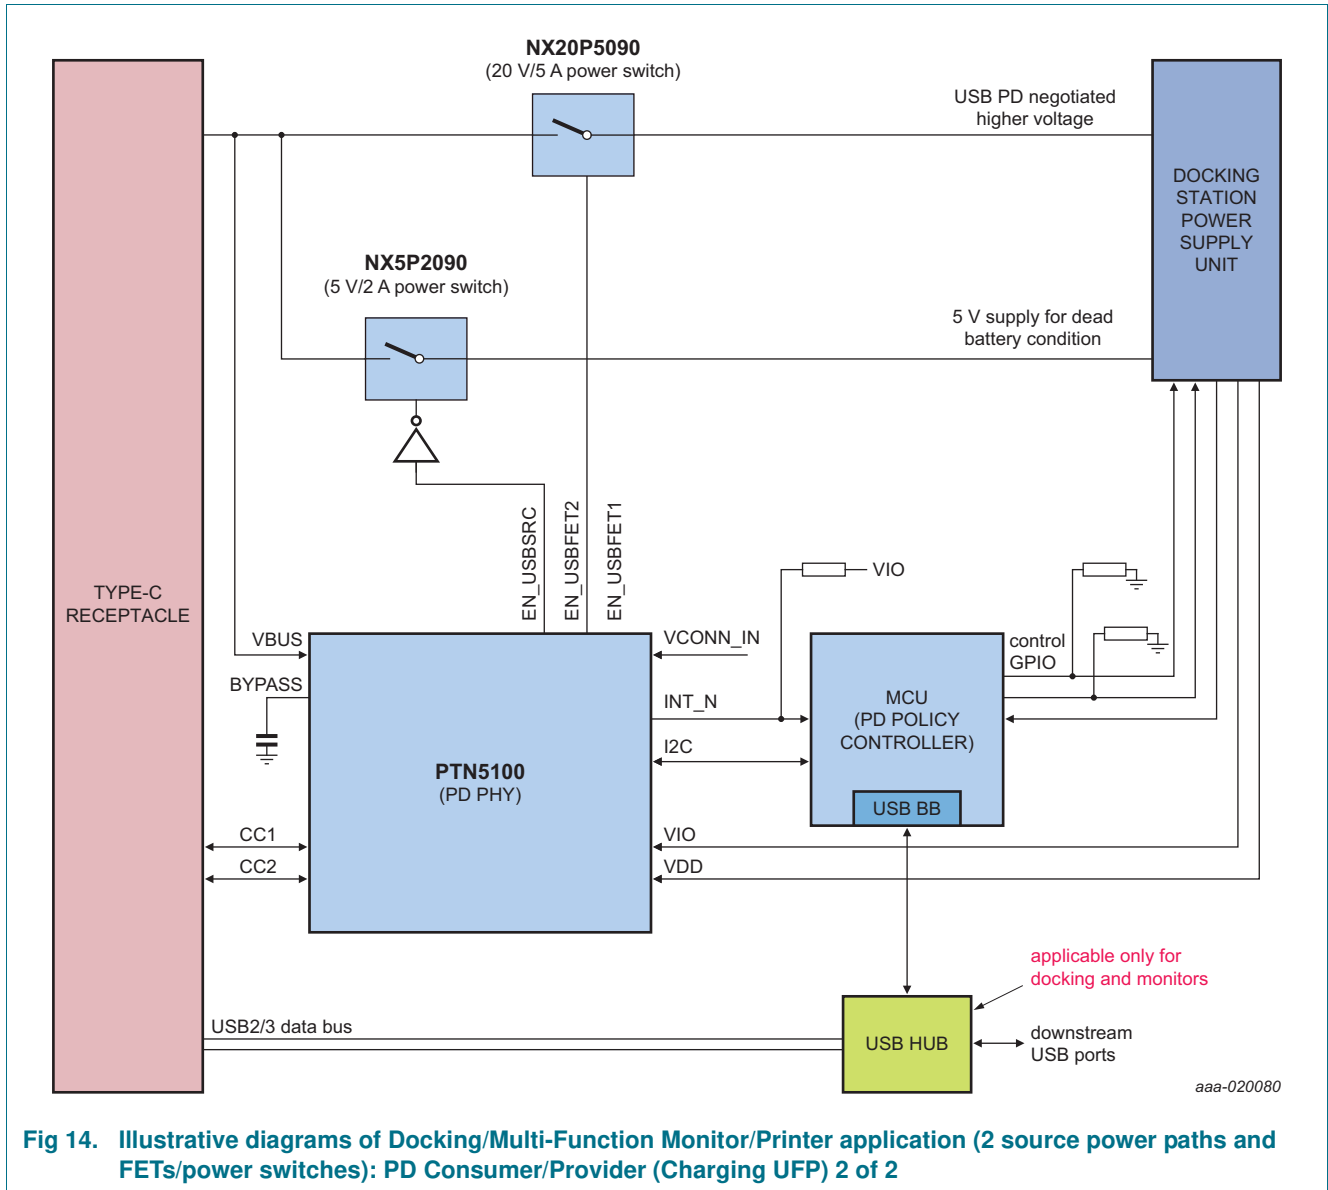 NX20P5090
(20 V/5 A power switch)
USB PD negotiated
higher voltage
DOCKING
STATION
POWER
SUPPLY
UNIT
NX5P2090
(5 V/2 A power switch)
5 V supply for dead
battery condition
EN_USBSRC
EN_USBFET2
EN_USBFET1
TYPE-C
RECEPTACLE
VIO
VBUS
VCONN_IN
control
GPIO
BYPASS
INT_N
MCU
(PD POLICY
CONTROLLER)
I2C
PTN5100
(PD PHY)
USB BB
CC1
VIO
CC2
VDD
applicable only for
docking and monitors
USB2/3 data bus
USB HUB
downstream
USB ports
aaa-020080
Fig 14. Illustrative diagrams of Docking/Multi-Function Monitor/Printer application (2 source power paths and
FETs/power switches): PD Consumer/Provider (Charging UFP) 2 of 2